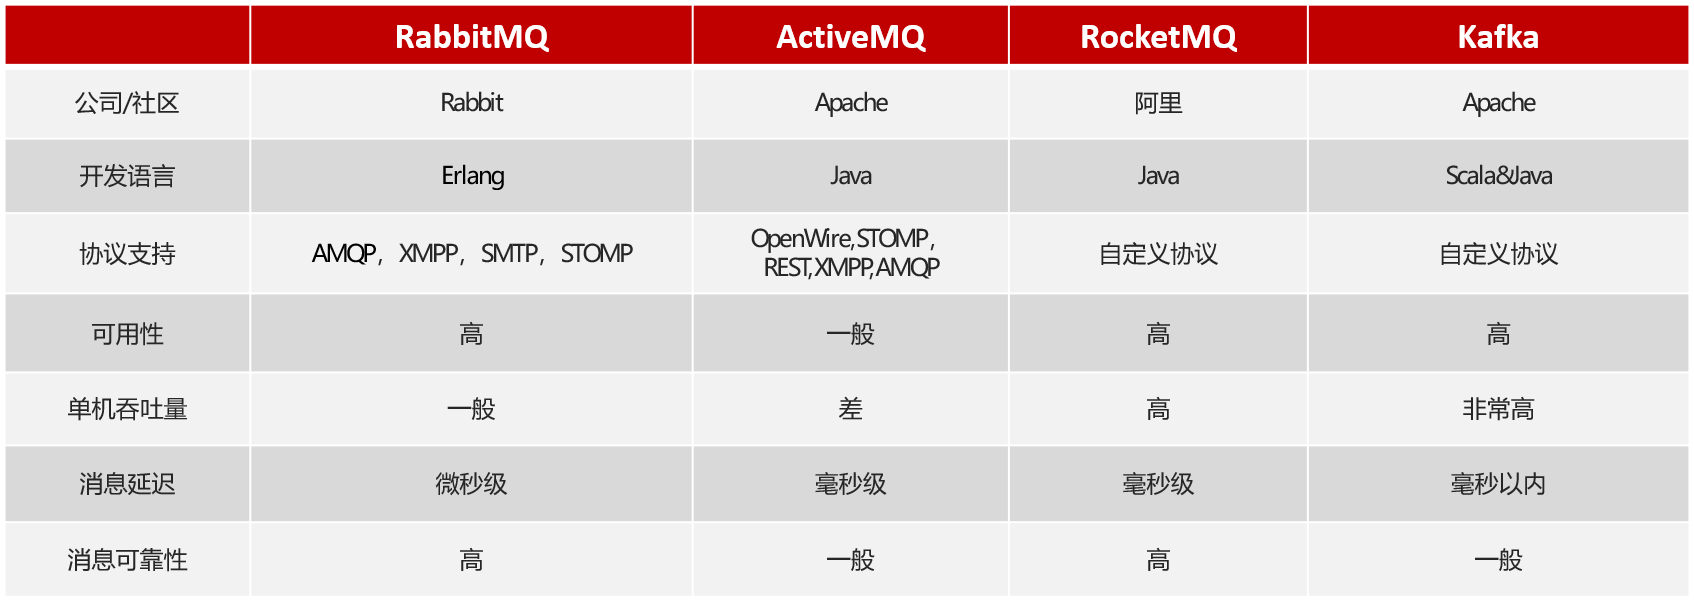 RabbitMQ ActiveMQ RocketMQ Kafka
公司/社区 Rabbit Apache 阿里 Apache
开发语言 Erlang Java Java Scala&Java
协议支持 AMQP，XMPP，SMTP，STOMP OpenWire,STOMP，
REST,XMPP,AMQP 自定义协议 自定义协议
可用性 高 一般 高 高
单机吞吐量 一般 差 高 非常高
消息延迟 微秒级 毫秒级 毫秒级 毫秒以内
消息可靠性 高 一般 高 一般